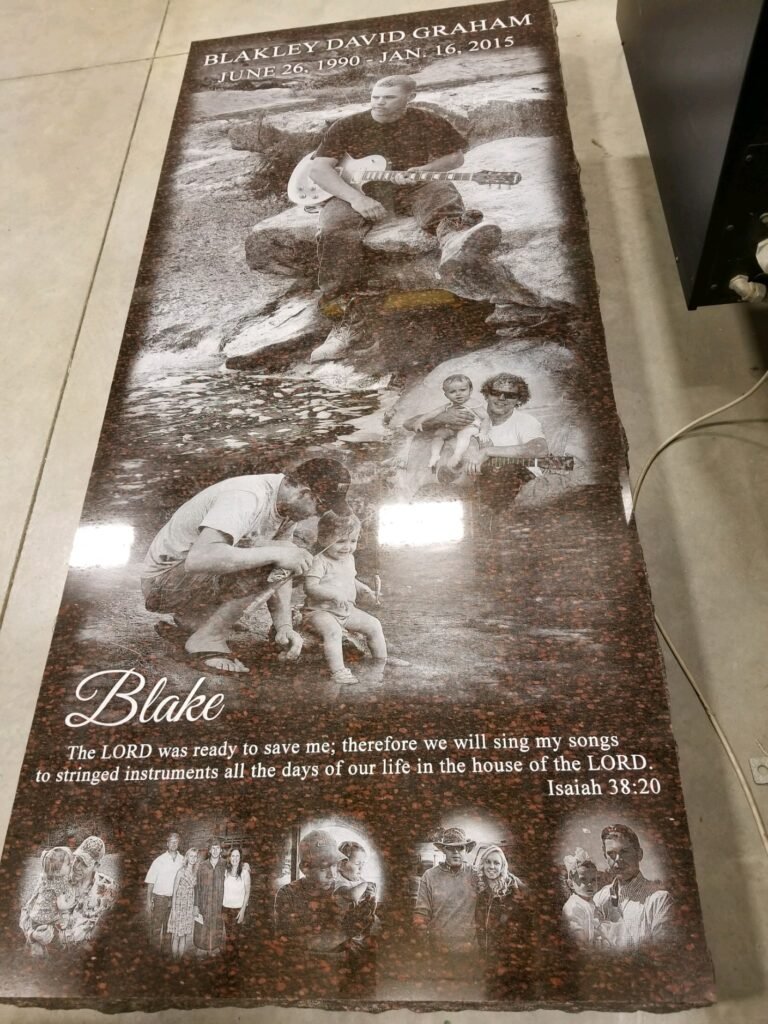 BLAKLEY DAVID GRAHAM
JUNE 26, 1990 - JAN. 16, 2015
Blake
The LORD was ready to save me; therefore we will sing my songs
to stringed instruments all the days of our life in the house of the LORD.
Isaiah 38:20